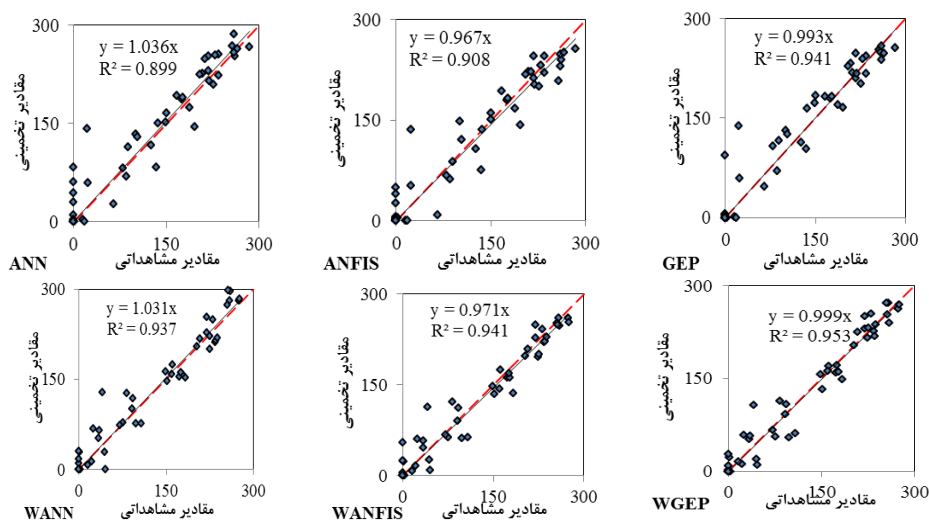 300
y = 1.036x
R² = 0.899
مقادیر تخمینی
150
0
0 150 300
مقادیر مشاهداتی
ANN
300
y = 0.967x
R² = 0.908
مقادیر تخمینی
150
0
0 150 300
مقادیر مشاهداتی
ANFIS
300
y = 0.993x
R² = 0.941
مقادیر تخمینی
150
0
0 150 300
مقادیر مشاهداتی
GEP
300
y = 1.031x
R² = 0.937
مقادیر تخمینی
150
0
0 150 300
مقادیر مشاهداتی
WANN
300
y = 0.971x
R² = 0.941
مقادیر تخمینی
150
0
0 150 300
مقادیر مشاهداتی
WANFIS
300
y = 0.999x
R² = 0.953
مقادیر تخمینی
150
0
0 150 300
مقادیر مشاهداتی
WGEP